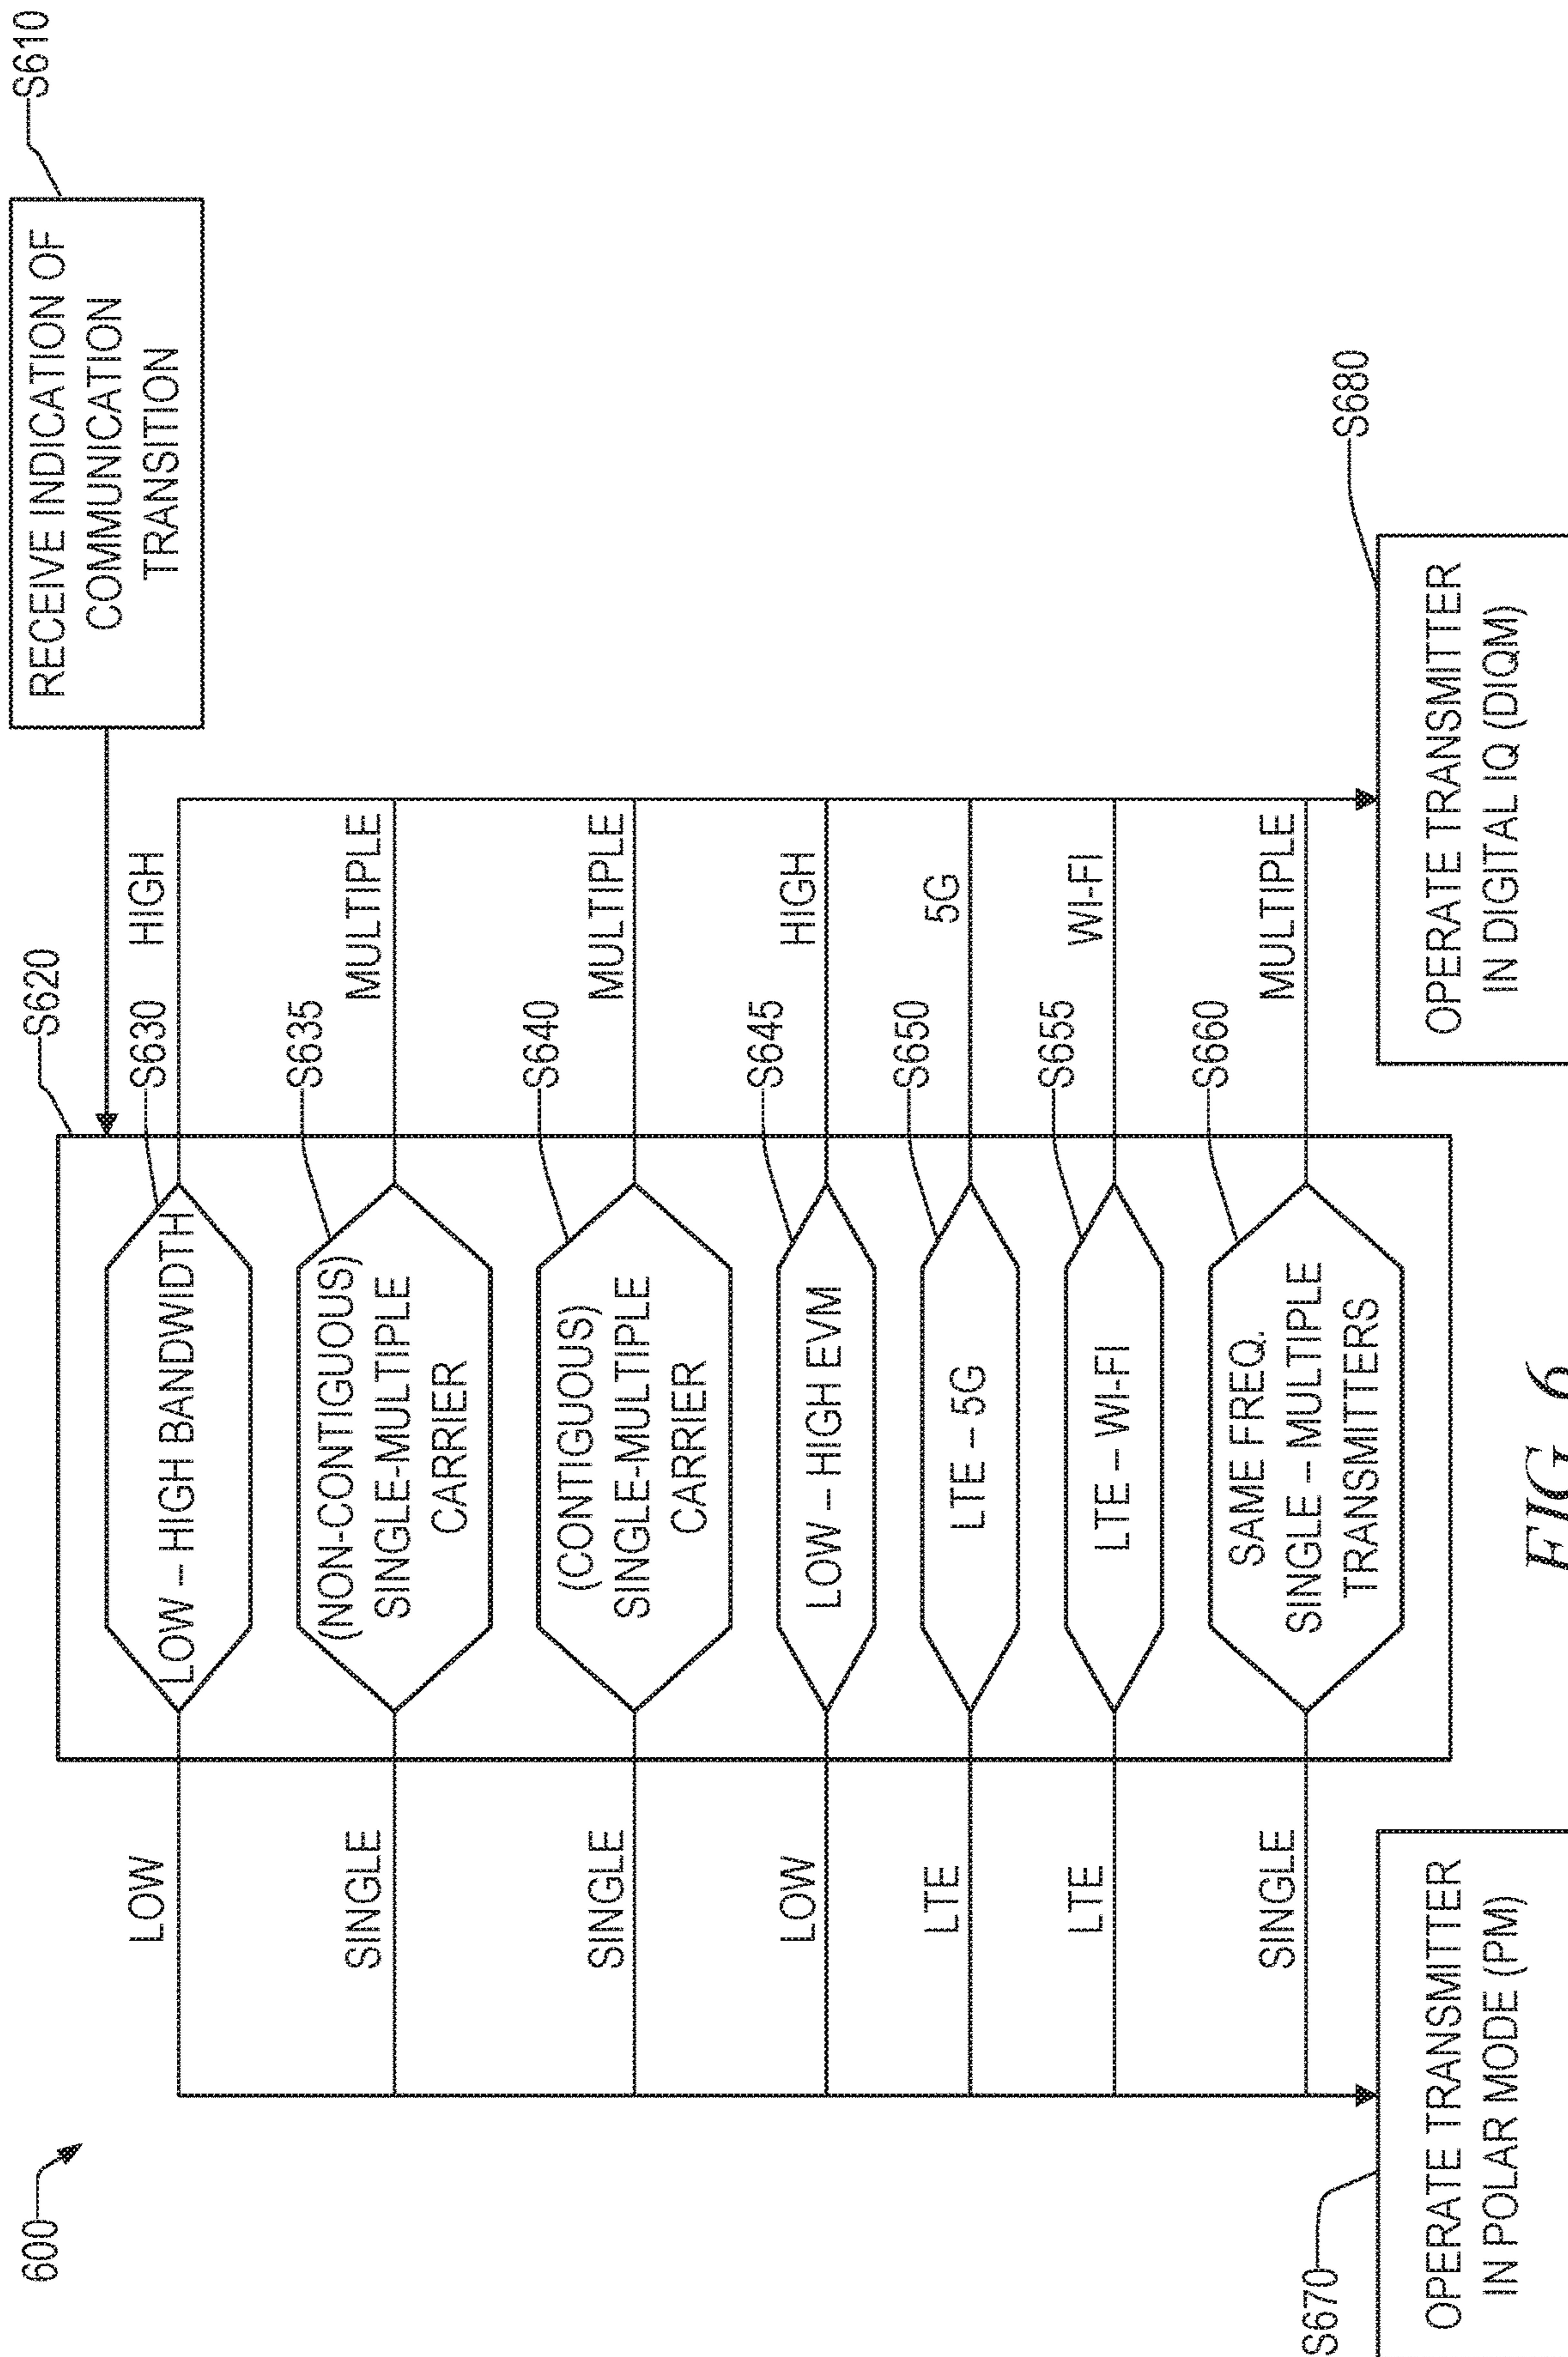 600
RECEIVE INDICATION OF
COMMUNICATION
TRANSITION
S610
S620
LOW
LOW – HIGH BANDWIDTH
S630
HIGH
SINGLE
(NON-CONTIGUOUS)
SINGLE-MULTIPLE
CARRIER
S635
MULTIPLE
SINGLE
(CONTIGUOUS)
SINGLE-MULTIPLE
CARRIER
S640
MULTIPLE
LOW
LOW – HIGH EVM
S645
HIGH
LTE
LTE – 5G
S650
5G
LTE
LTE – WI-FI
S655
WI-FI
SINGLE
SAME FREQ.
SINGLE – MULTIPLE
TRANSMITTERS
S660
MULTIPLE
S670
OPERATE TRANSMITTER
IN POLAR MODE (PM)
S680
OPERATE TRANSMITTER
IN DIGITAL IQ (DIQM)
FIG. 6